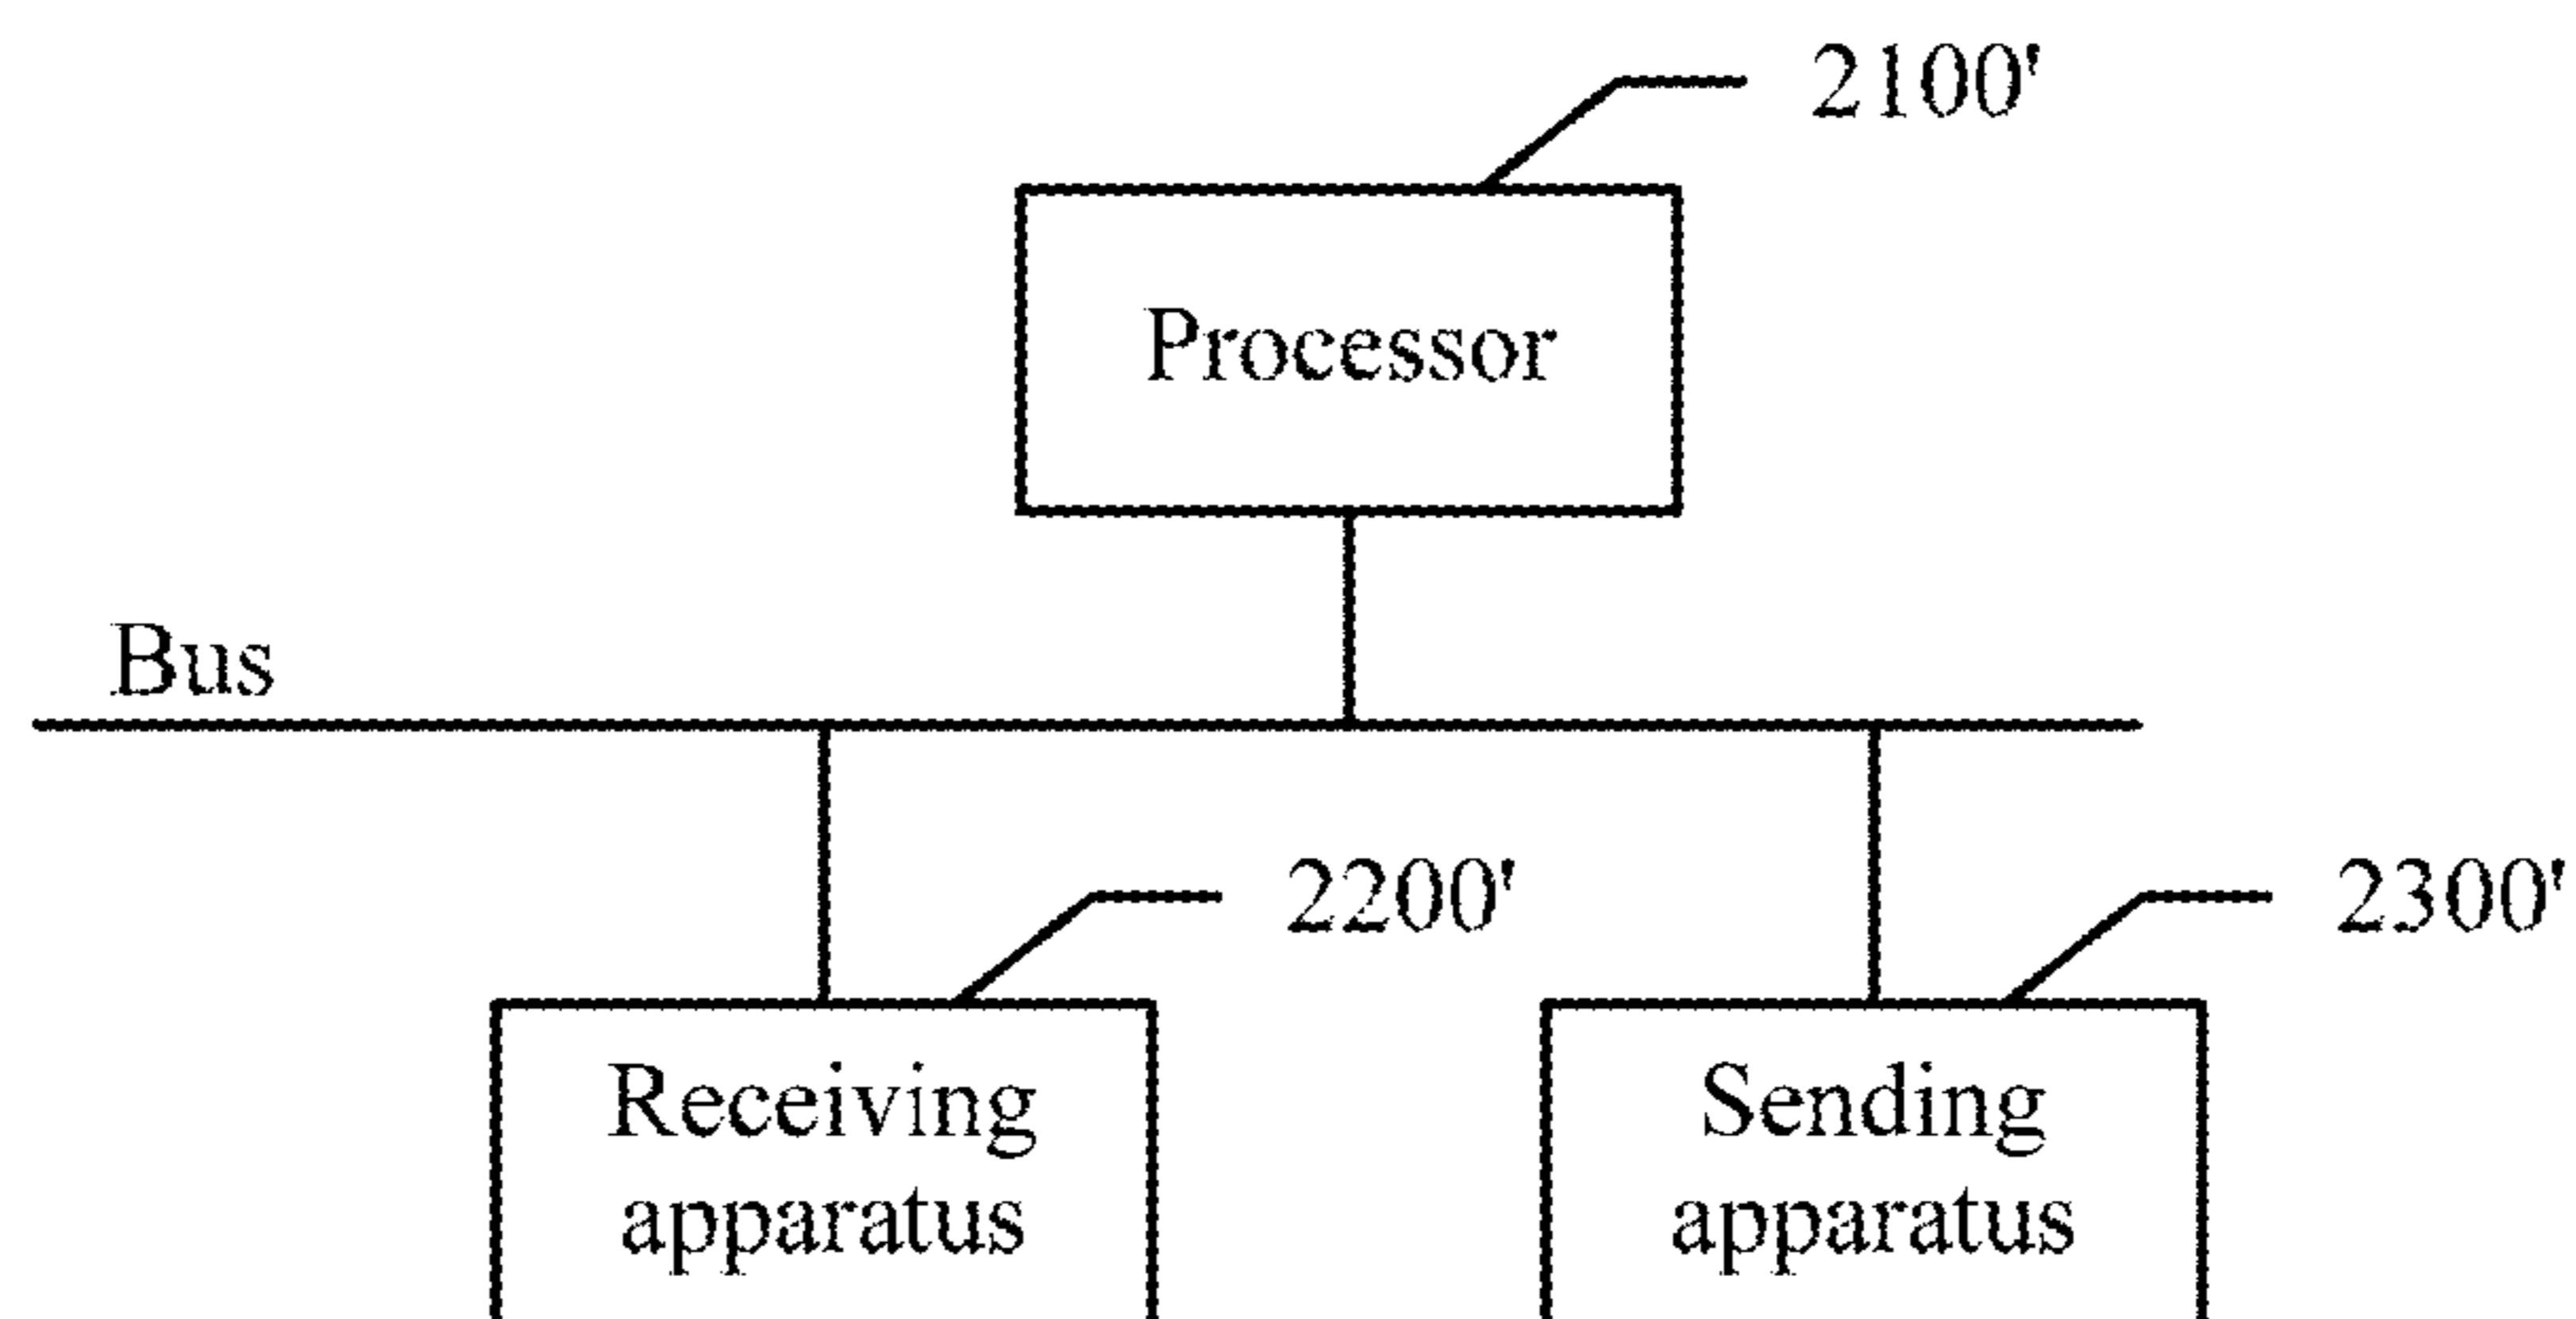 2100'
Processor
Bus
2200'
2300'
Receiving
apparatus
Sending
apparatus